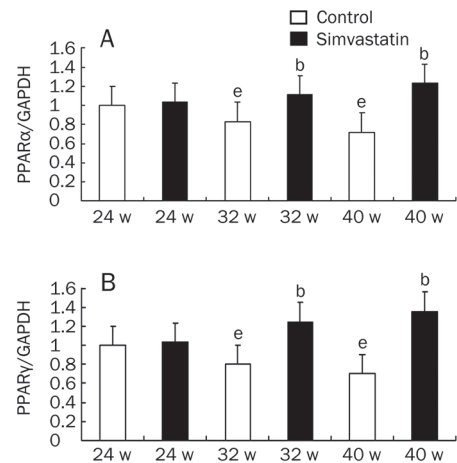 Control
Simvastatin
A
PPARα/GAPDH
1.6
1.4
1.2
1
0.8
0.6
0.4
0.2
0
e
b
e
b
24 w 24 w 32 w 32 w 40 w 40 w
B
PPARγ/GAPDH
1.6
1.4
1.2
1
0.8
0.6
0.4
0.2
0
e
b
e
b
24 w 24 w 32 w 32 w 40 w 40 w